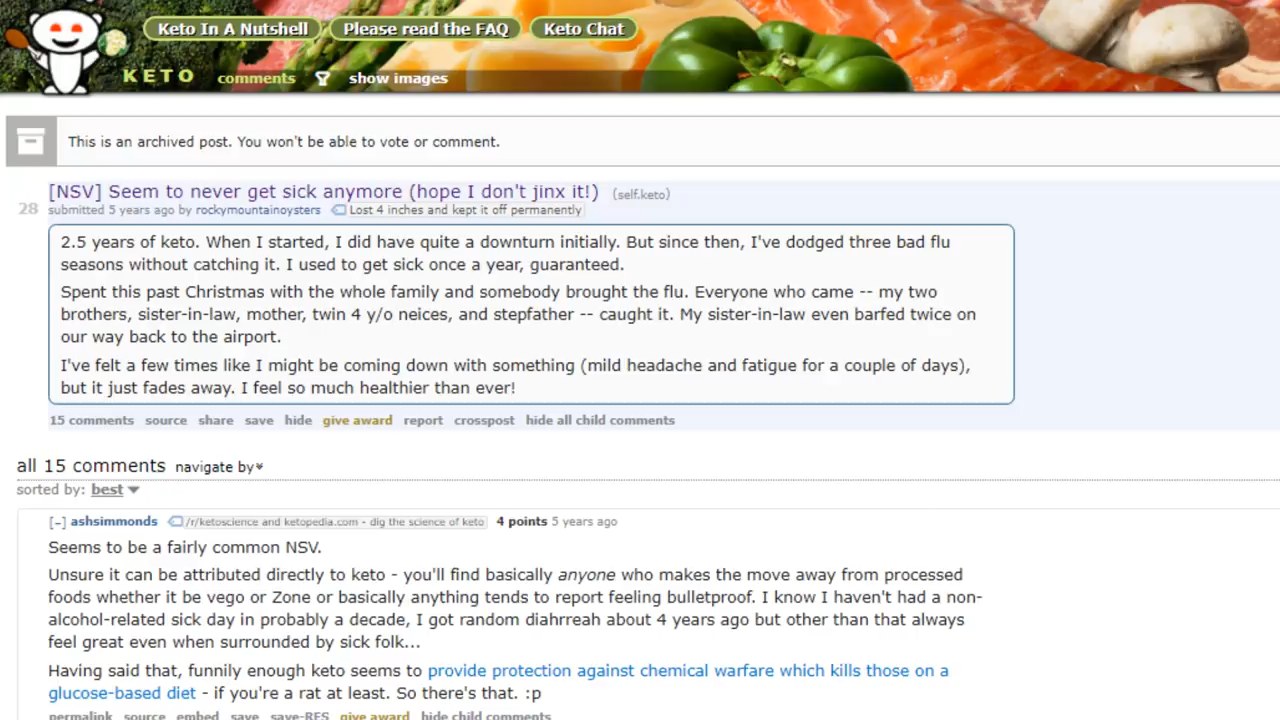 Keto In A Nutshell Please read the FAQ Keto Chat
KETO comments show images
This is an archived post. You won't be able to vote or comment.
[NSV] Seem to never get sick anymore (hope I don't jinx it!) (self.keto)
28
submitted 5 years ago by rockymountainoysters Lost 4 inches and kept it off permanently
2.5 years of keto. When I started, I did have quite a downturn initially. But since then, I've dodged three bad flu
seasons without catching it. I used to get sick once a year, guaranteed.
Spent this past Christmas with the whole family and somebody brought the flu. Everyone who came -- my two
brothers, sister-in-law, mother, twin 4 y/o neices, and stepfather -- caught it. My sister-in-law even barfed twice on
our way back to the airport.
I've felt a few times like I might be coming down with something (mild headache and fatigue for a couple of days),
but it just fades away. I feel so much healthier than ever!
15 comments source share save hide give award report crosspost hide all child comments
all 15 comments navigate by
sorted by: best
[–] ashsimmonds /r/ketoscience and ketopedia.com - dig the science of keto 4 points 5 years ago
Seems to be a fairly common NSV.
Unsure it can be attributed directly to keto - you'll find basically anyone who makes the move away from processed
foods whether it be vego or Zone or basically anything tends to report feeling bulletproof. I know I haven't had a non-
alcohol-related sick day in probably a decade, I got random diahrreah about 4 years ago but other than that always
feel great even when surrounded by sick folk...
Having said that, funnily enough keto seems to provide protection against chemical warfare which kills those on a
glucose-based diet - if you're a rat at least. So there's that. :p
permalink source embed save save-RES give award hide child comments